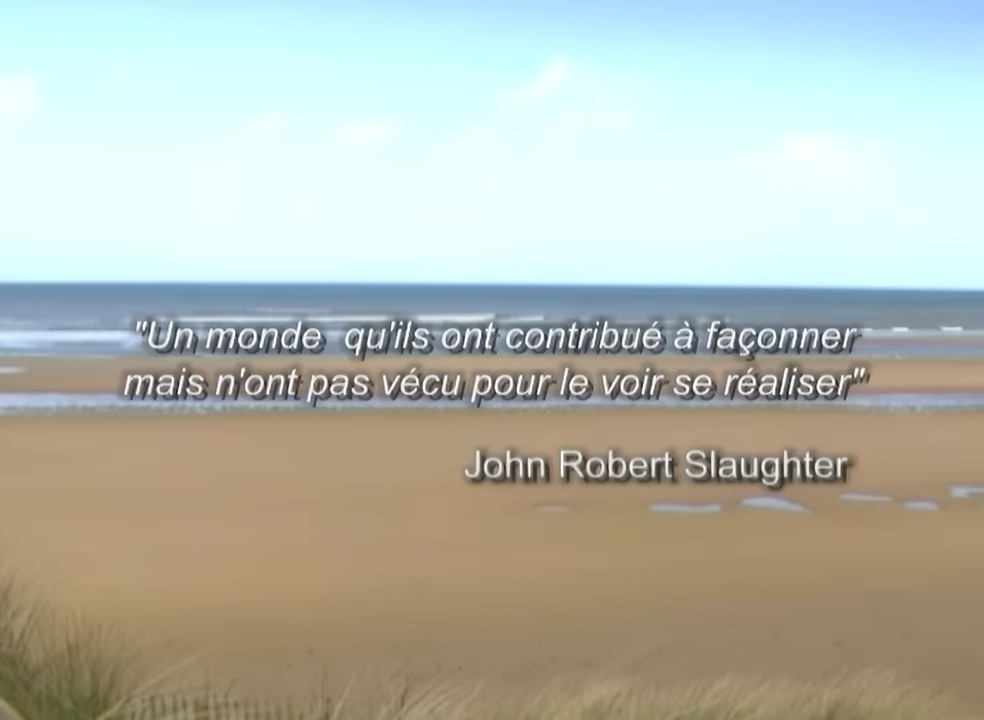 "Un monde qu'ils ont contribué à façonner
mais n'ont pas vécu pour le voir se réaliser"
John Robert Slaughter